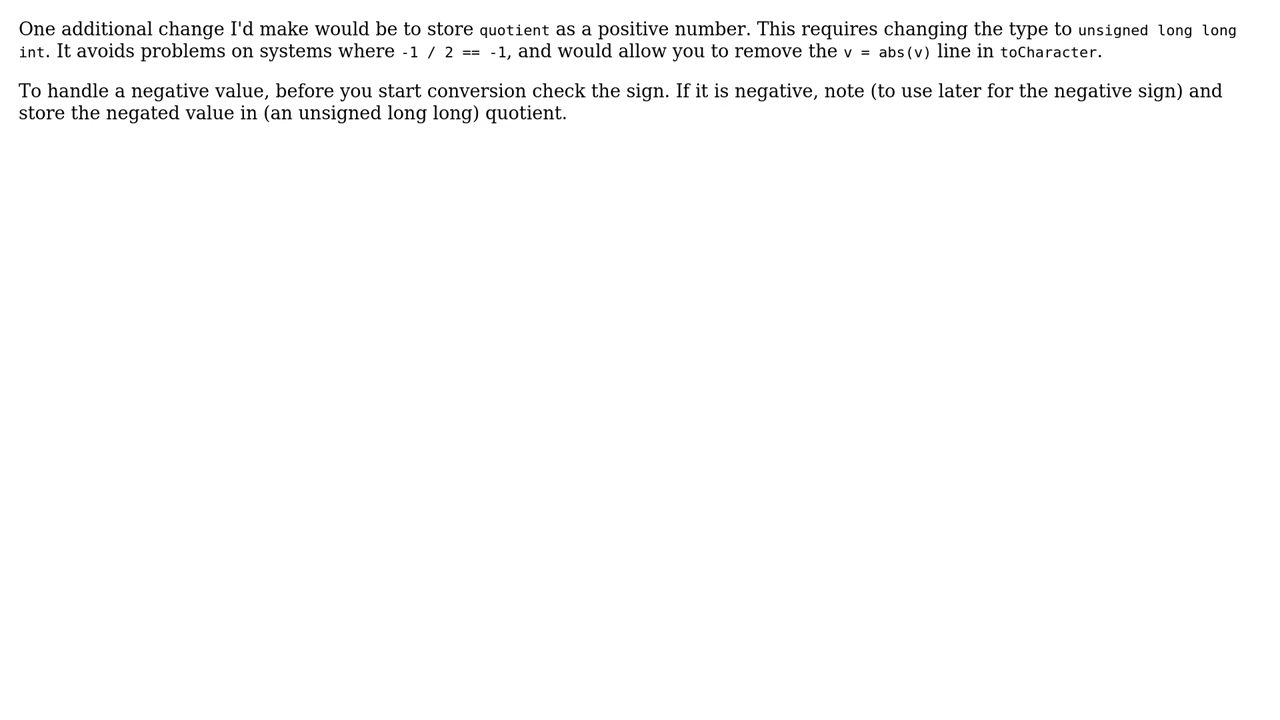 One additional change I'd make would be to store quotient as a positive number. This requires changing the type to unsigned long long
int. It avoids problems on systems where -1 / 2 == -1, and would allow you to remove the v = abs(v) line in toCharacter.
To handle a negative value, before you start conversion check the sign. If it is negative, note (to use later for the negative sign) and
store the negated value in (an unsigned long long) quotient.